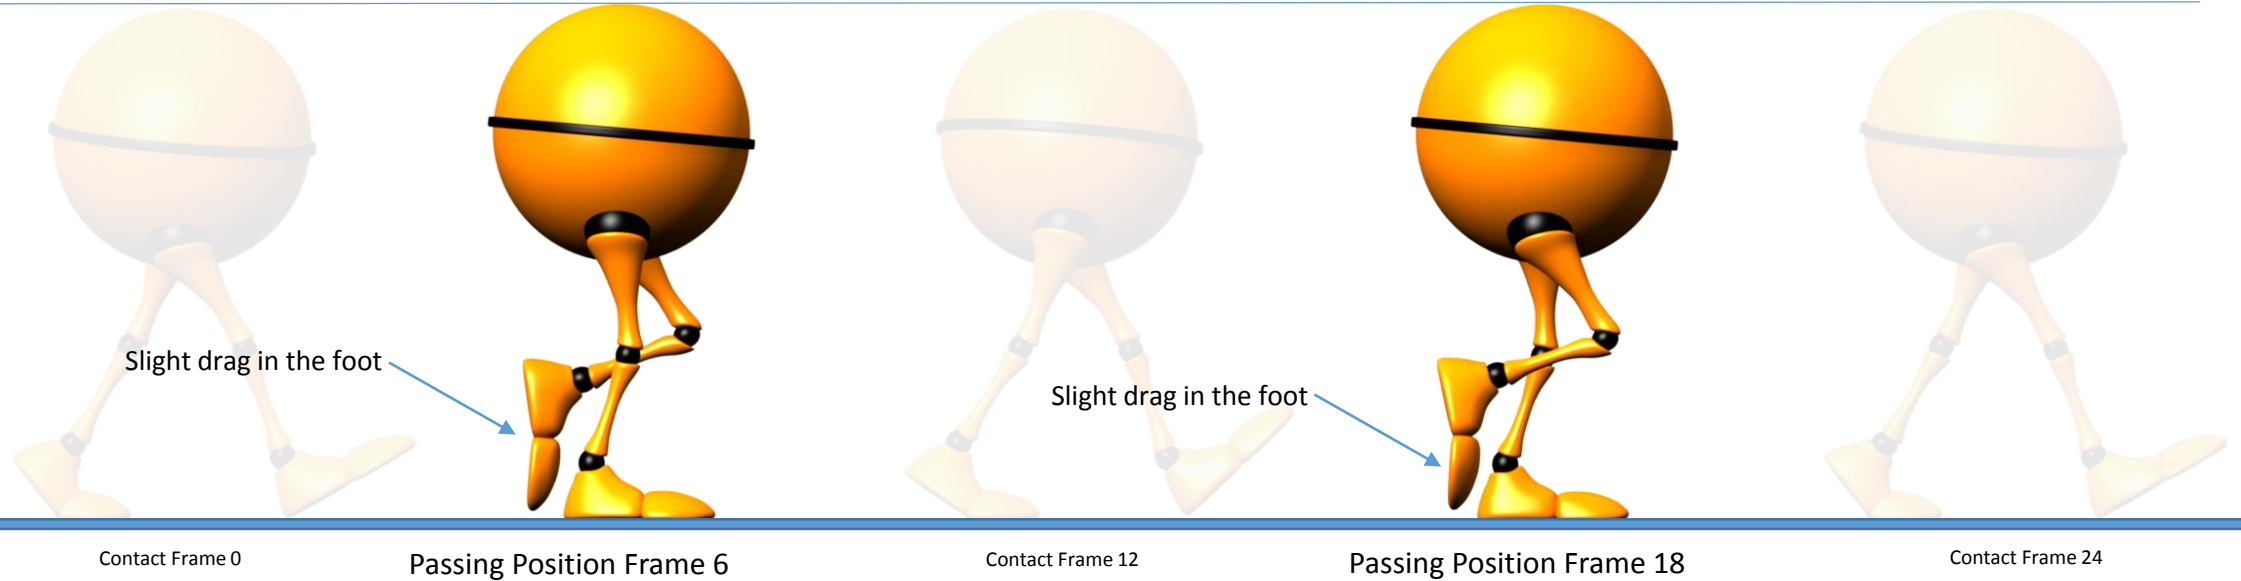 Slight drag in the foot
Slight drag in the foot
Contact Frame 0
Passing Position Frame 6
Contact Frame 12
Passing Position Frame 18
Contact Frame 24